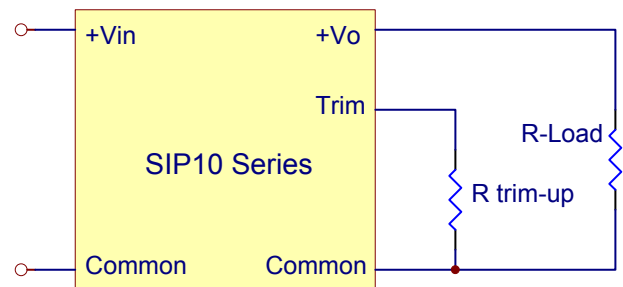 +Vin
+Vo
Trim
R-Load
SIP10 Series
R trim-up
Common
Common